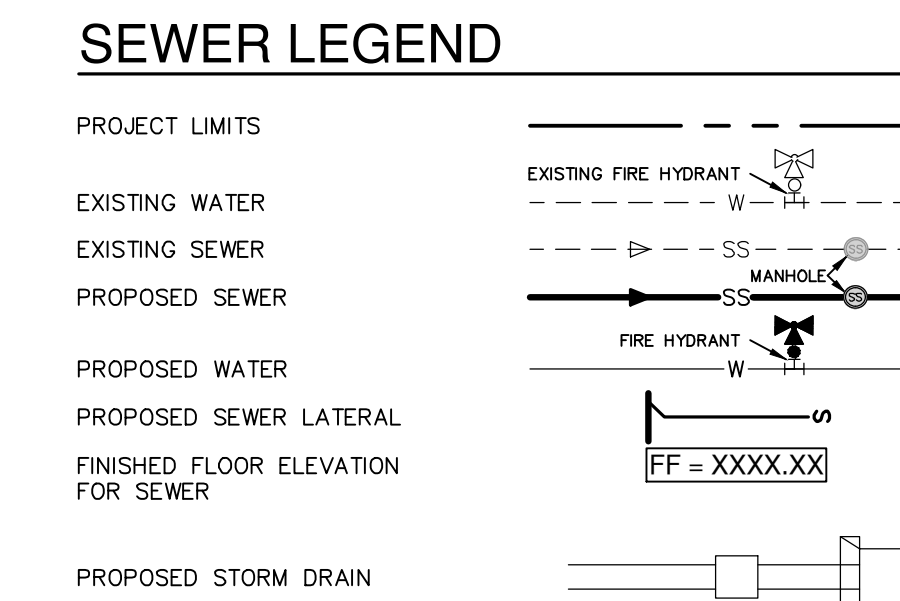 SEWER LEGEND
PROJECT LIMITS
EXISTING FIRE HYDRANT
EXISTING WATER
W
EXISTING SEWER
SS
SS
MANHOLE
PROPOSED SEWER
SS
SS
FIRE HYDRANT
PROPOSED WATER
W
PROPOSED SEWER LATERAL
S
FINISHED FLOOR ELEVATION
FOR SEWER
FF = XXXX.XX
PROPOSED STORM DRAIN